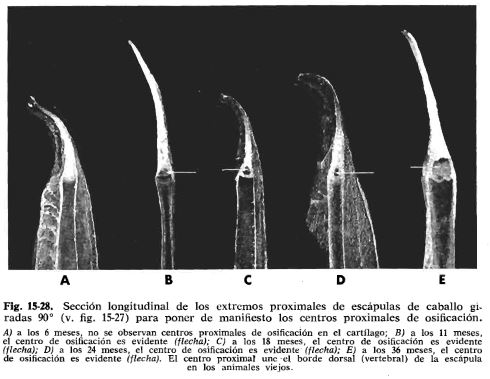 A B C D E
Fig. 15-28. Sección longitudinal de los extremos proximales de escápulas de caballo gi-
radas 90° (v. fig. 15-27) para poner de manifiesto los centros proximales de osificación.
A) a los 6 meses, no se observan centros proximales de osificación en el cartílago; B) a los 11 meses,
el centro de osificación es evidente (flecha); C) a los 18 meses, el centro de osificación es evidente
(flecha); D) a los 24 meses, el centro de osificación es evidente (flecha); E) a los 36 meses, el centro
de osificación es evidente (flecha). El centro proximal une el borde dorsal (vertebral) de la escápula
en los animales viejos.